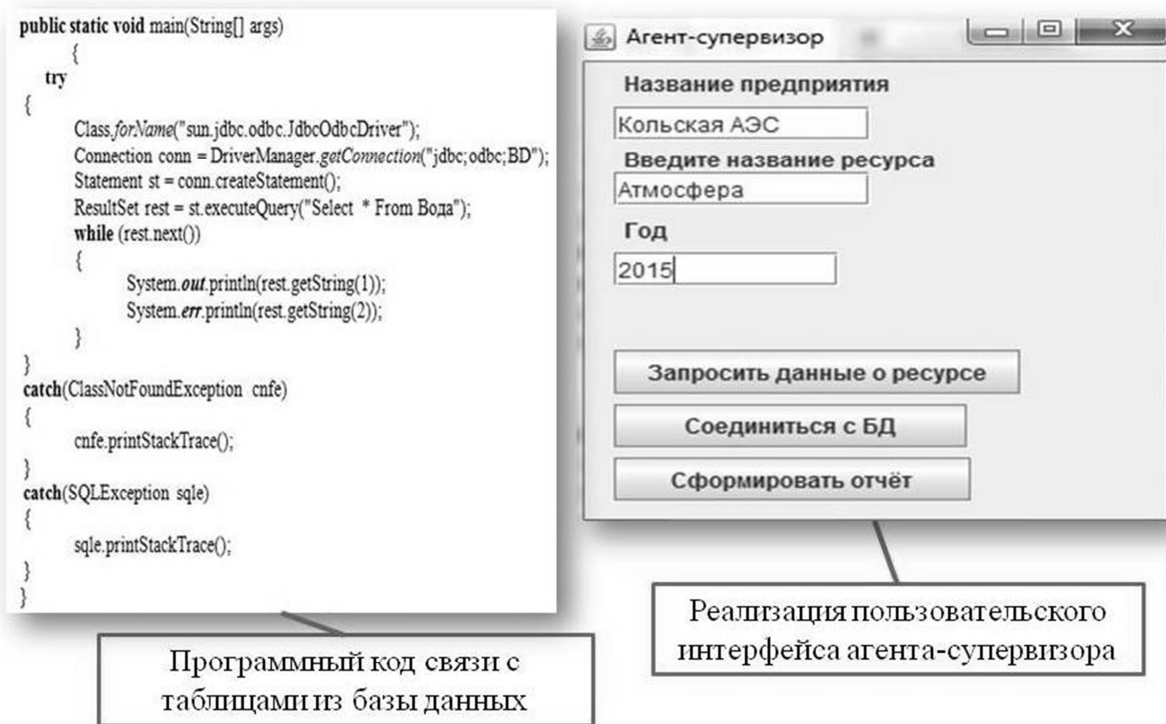 public static void main(String[] args)
{
try
{
Class.forName("sun.jdbc.odbc.JdbcOdbcDriver");
Connection conn = DriverManager.getConnection("jdbc;odbc;BD");
Statement st = conn.createStatement();
ResultSet rest = st.executeQuery("Select * From Вода");
while (rest.next())
{
System.out.println(rest.getString(1));
System.err.println(rest.getString(2));
}
}
catch(ClassNotFoundException cnfe)
{
cnfe.printStackTrace();
}
catch(SQLException sqle)
{
sqle.printStackTrace();
}
}
Программный код связи с
таблицами из базы данных
Агент-супервизор
Название предприятия
Кольская АЭС
Введите название ресурса
Атмосфера
Год
2015
Запросить данные о ресурсе
Соединиться с БД
Сформировать отчёт
Реализация пользовательского
интерфейса агента-супервизора